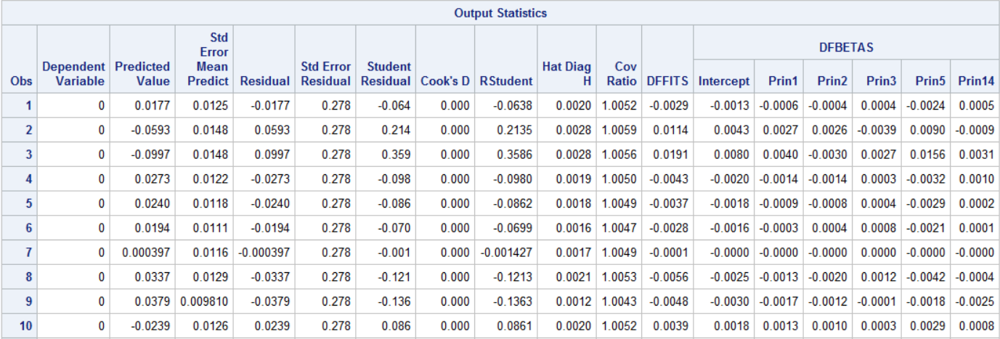 Output Statistics
Obs Dependent Variable Predicted Value Std Error Mean Predict Residual Std Error Residual Student Residual Cook's D RStudent Hat Diag H Cov Ratio DFFITS DFBETAS
Intercept Prin1 Prin2 Prin3 Prin5 Prin14
1 0 0.0177 0.0125 -0.0177 0.278 -0.064 0.000 -0.0638 0.0020 1.0052 -0.0029 -0.0013 -0.0006 -0.0004 0.0004 -0.0024 0.0005
2 0 -0.0593 0.0148 0.0593 0.278 0.214 0.000 0.2135 0.0028 1.0059 0.0114 0.0043 0.0027 0.0026 -0.0039 0.0090 -0.0009
3 0 -0.0997 0.0148 0.0997 0.278 0.359 0.000 0.3586 0.0028 1.0056 0.0191 0.0080 0.0040 -0.0030 0.0027 0.0156 0.0031
4 0 0.0273 0.0122 -0.0273 0.278 -0.098 0.000 -0.0980 0.0019 1.0050 -0.0043 -0.0020 -0.0014 -0.0014 0.0003 -0.0032 0.0010
5 0 0.0240 0.0118 -0.0240 0.278 -0.086 0.000 -0.0862 0.0018 1.0049 -0.0037 -0.0018 -0.0009 -0.0008 0.0004 -0.0029 0.0002
6 0 0.0194 0.0111 -0.0194 0.278 -0.070 0.000 -0.0699 0.0016 1.0047 -0.0028 -0.0016 -0.0003 0.0004 0.0008 -0.0021 0.0001
7 0 0.000397 0.0116 -0.000397 0.278 -0.001 0.000 -0.001427 0.0017 1.0049 -0.0001 -0.0000 -0.0000 -0.0000 0.0000 -0.0000 -0.0000
8 0 0.0337 0.0129 -0.0337 0.278 -0.121 0.000 -0.1213 0.0021 1.0053 -0.0056 -0.0025 -0.0013 -0.0020 0.0012 -0.0042 -0.0004
9 0 0.0379 0.009810 -0.0379 0.278 -0.136 0.000 -0.1363 0.0012 1.0043 -0.0048 -0.0030 -0.0017 -0.0012 -0.0001 -0.0018 -0.0025
10 0 -0.0239 0.0126 0.0239 0.278 0.086 0.000 0.0861 0.0020 1.0052 0.0039 0.0018 0.0013 0.0010 0.0003 0.0029 0.0008